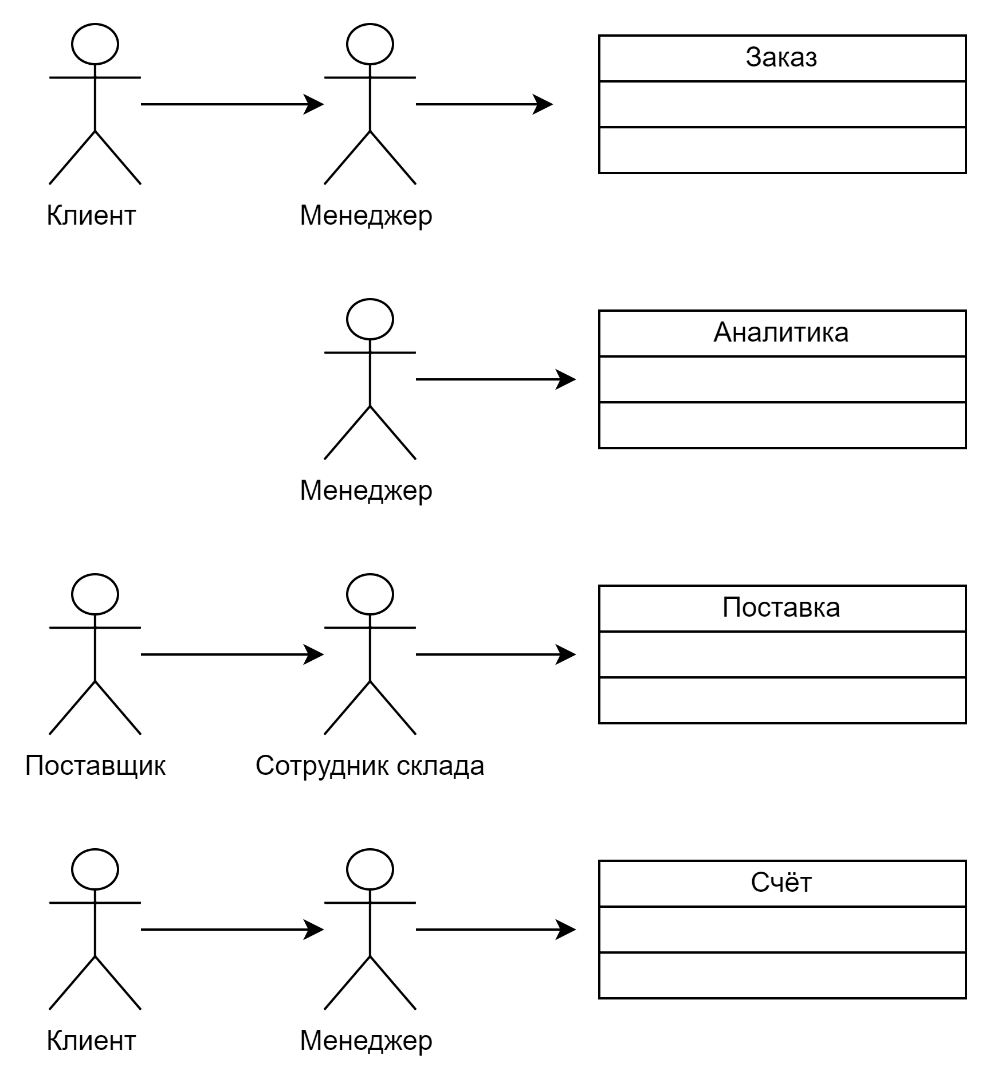 Заказ
Клиент
Менеджер
Аналитика
Менеджер
Поставка
Поставщик
Сотрудник склада
Счёт
Клиент
Менеджер